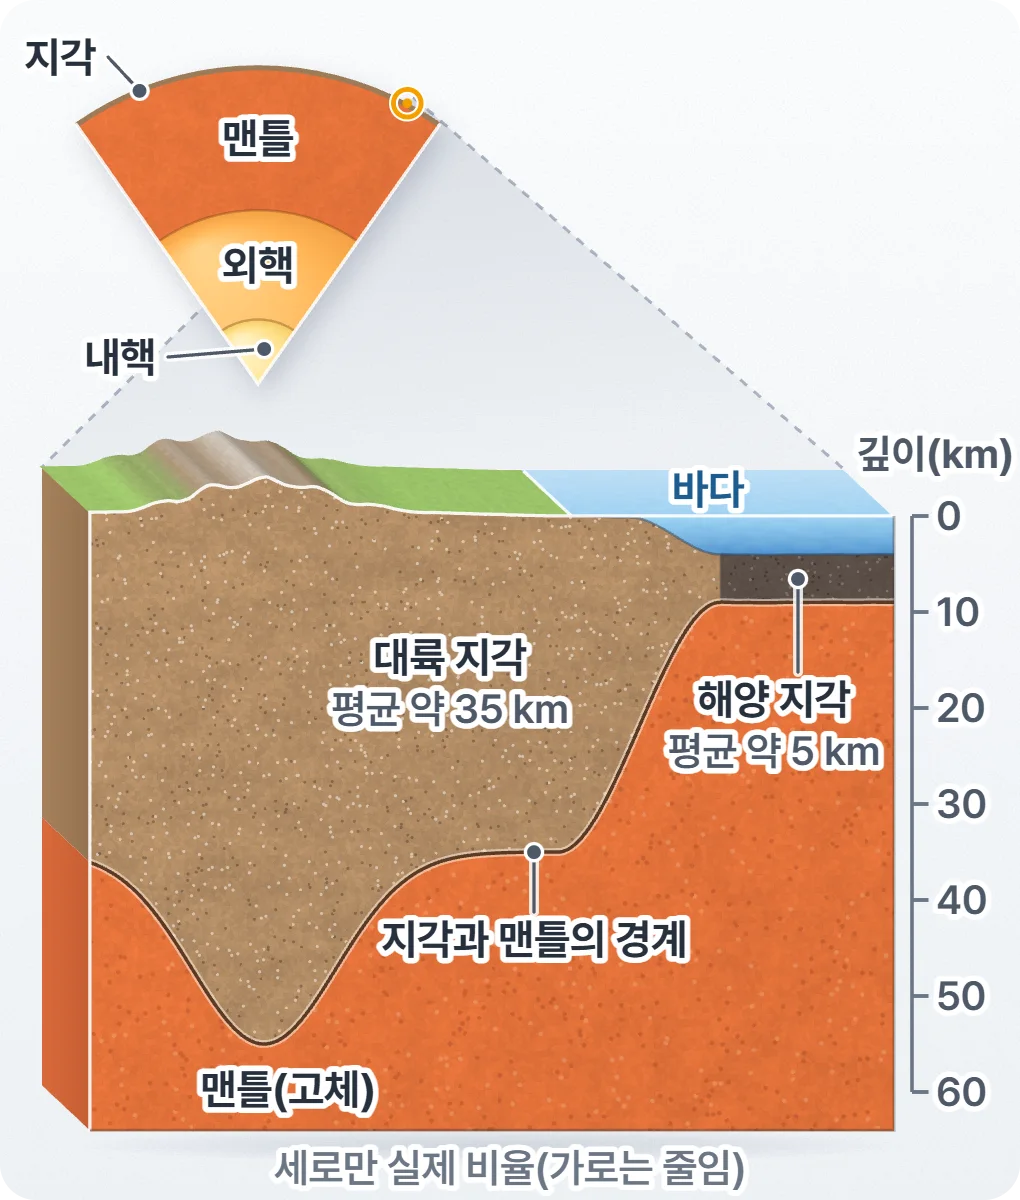 지각
맨틀
외핵
내핵
깊이(km)
바다
0
10
대륙 지각
평균 약 35 km
해양 지각
평균 약 5 km
20
30
40
지각과 맨틀의 경계
50
맨틀(고체)
60
세로만 실제 비율(가로는 줄임)